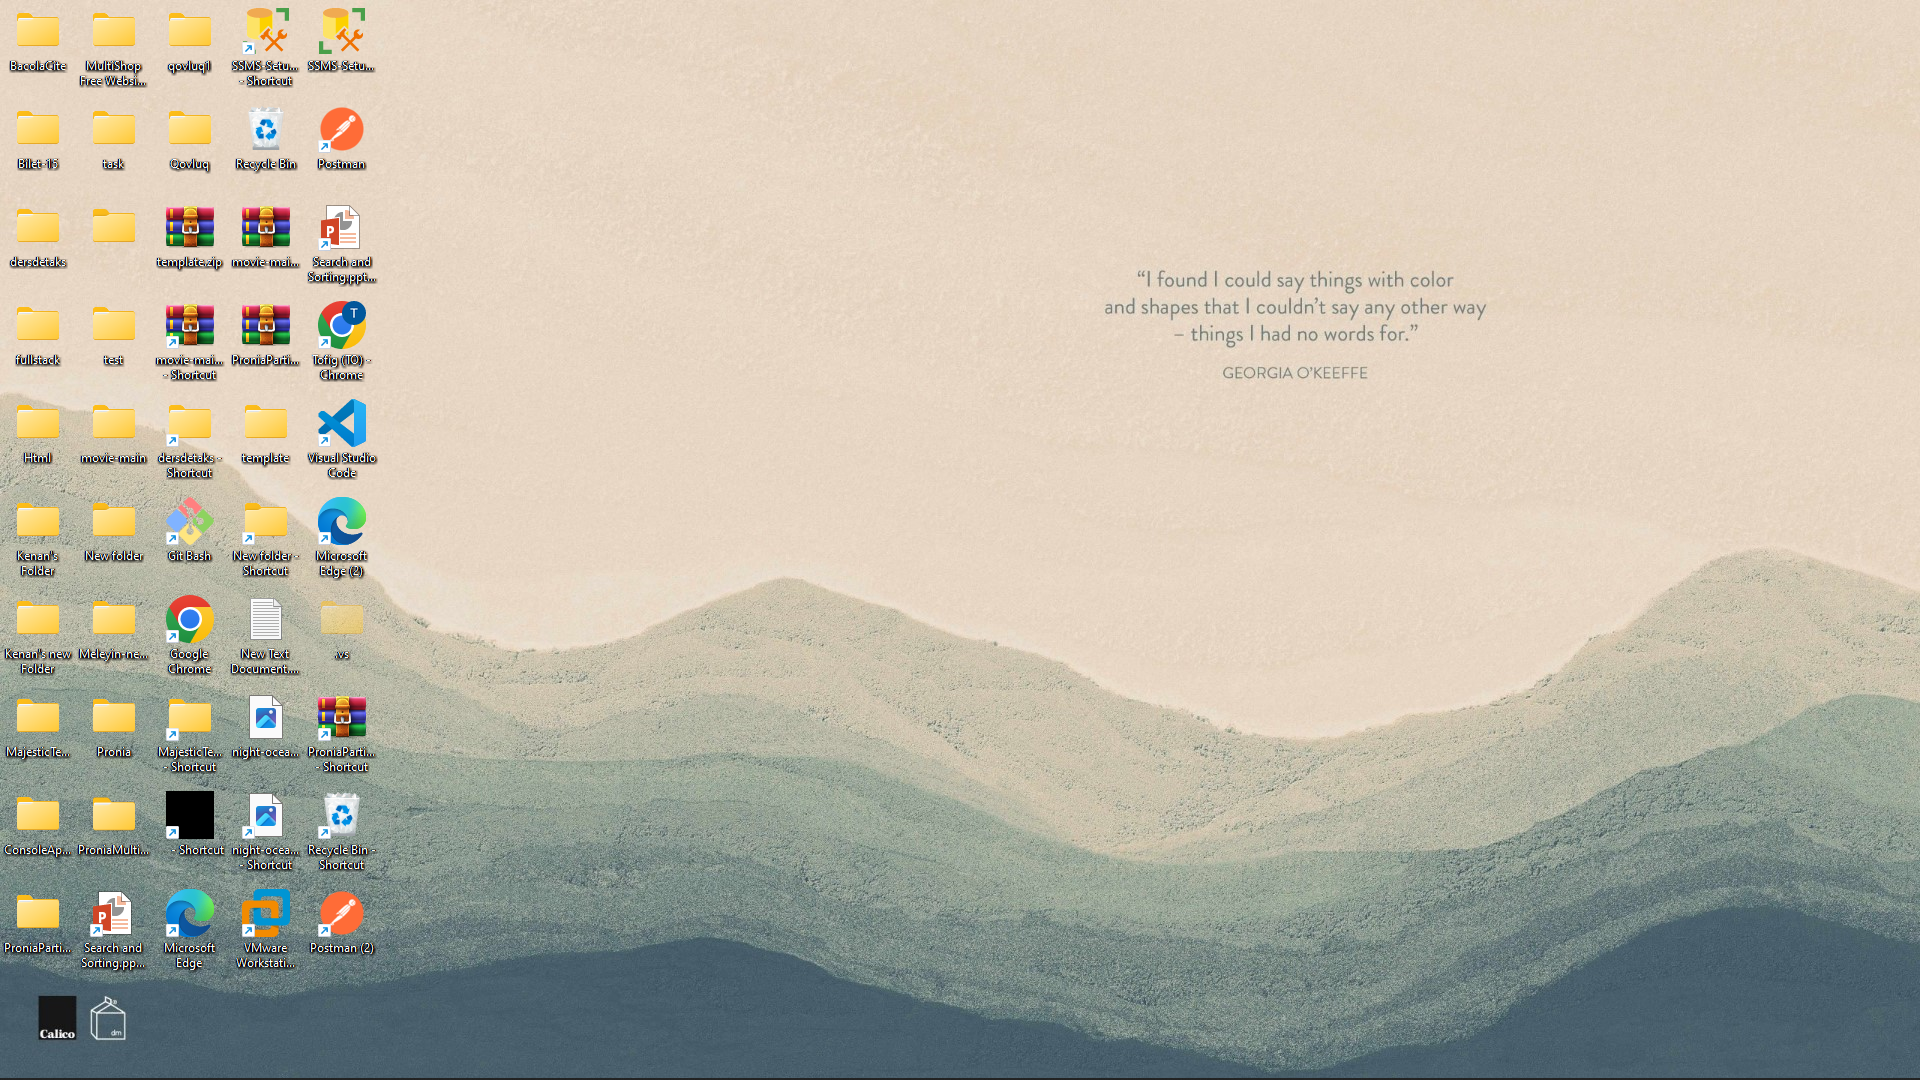 BacolaCite
MultiShop
Free Websi...
qovluq1
SSMS-Setu...
- Shortcut
SSMS-Setu...
Bilet-15
task
Qovluq
Recycle Bin
Postman
dersdetaks
template.zip
movie-mai...
Search and
Sorting.ppt...
fullstack
test
movie-mai...
- Shortcut
ProniaParti...
T
Tofig (TO) -
Chrome
Html
movie-main
dersdetaks -
Shortcut
template
Visual Studio
Code
Kenan's
Folder
New folder
Git Bash
New folder -
Shortcut
Microsoft
Edge (2)
Kenan's new
Folder
Meleyin-ne...
Google
Chrome
New Text
Document....
.vs
MajesticTe...
Pronia
MajesticTe...
- Shortcut
night-ocea...
ProniaParti...
- Shortcut
ConsoleAp...
ProniaMulti...
- Shortcut
night-ocea...
- Shortcut
Recycle Bin -
Shortcut
ProniaParti...
Search and
Sorting.pp...
Microsoft
Edge
VMware
Workstati...
Postman (2)
“I found I could say things with color
and shapes that I couldn’t say any other way
– things I had no words for.”
GEORGIA O’KEEFFE
Calico
dm